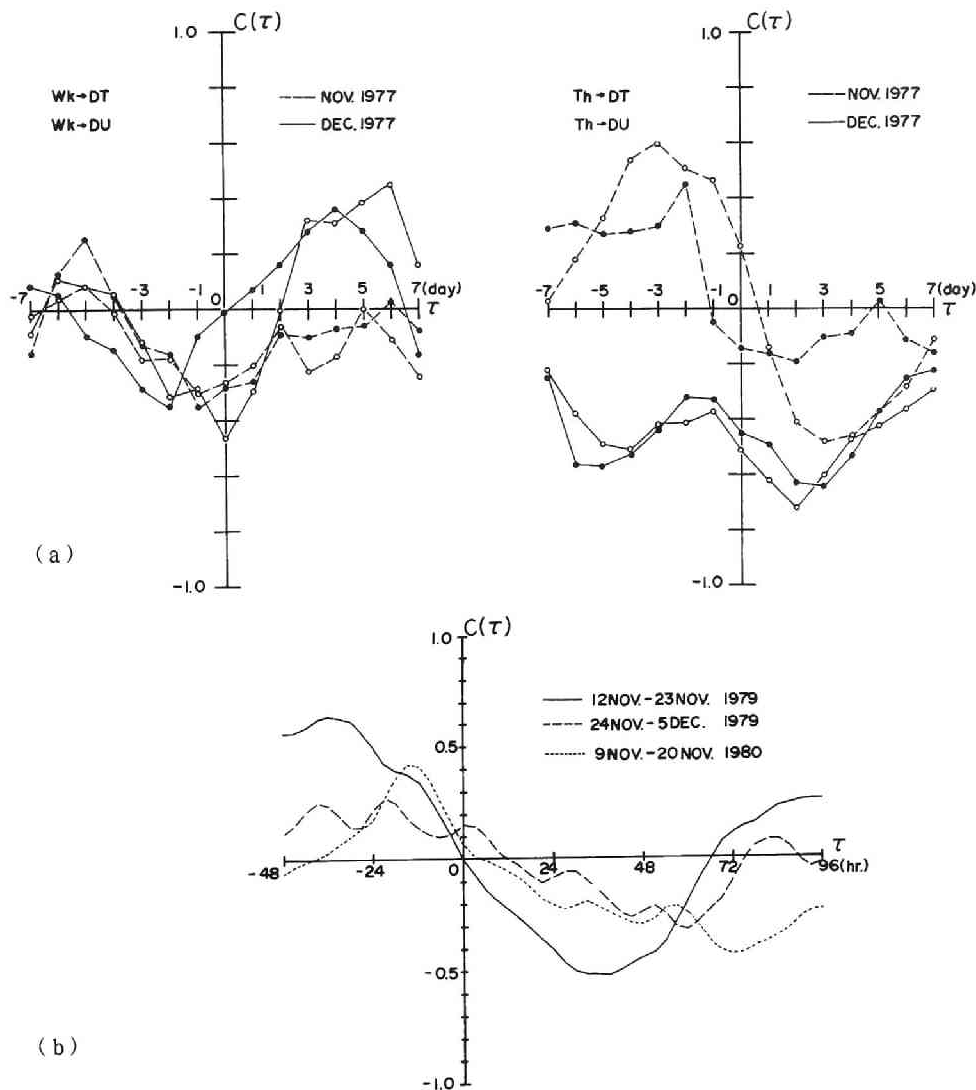 C(τ)
1.0
Wk→DT
Wk→DU
NOV. 1977
DEC. 1977
-7
-3
-1
0
1
3
5
7(day)
τ
-1.0
C(τ)
1.0
Th→DT
Th→DU
NOV. 1977
DEC. 1977
-7
-5
-3
-1
0
1
3
5
7(day)
τ
-1.0
(a)
C(τ)
1.0
12NOV.-23NOV. 1979
24NOV.-5DEC. 1979
9NOV.-20NOV. 1980
0.5
-48
-24
0
24
48
72
τ
96(hr.)
-0.5
-1.0
(b)